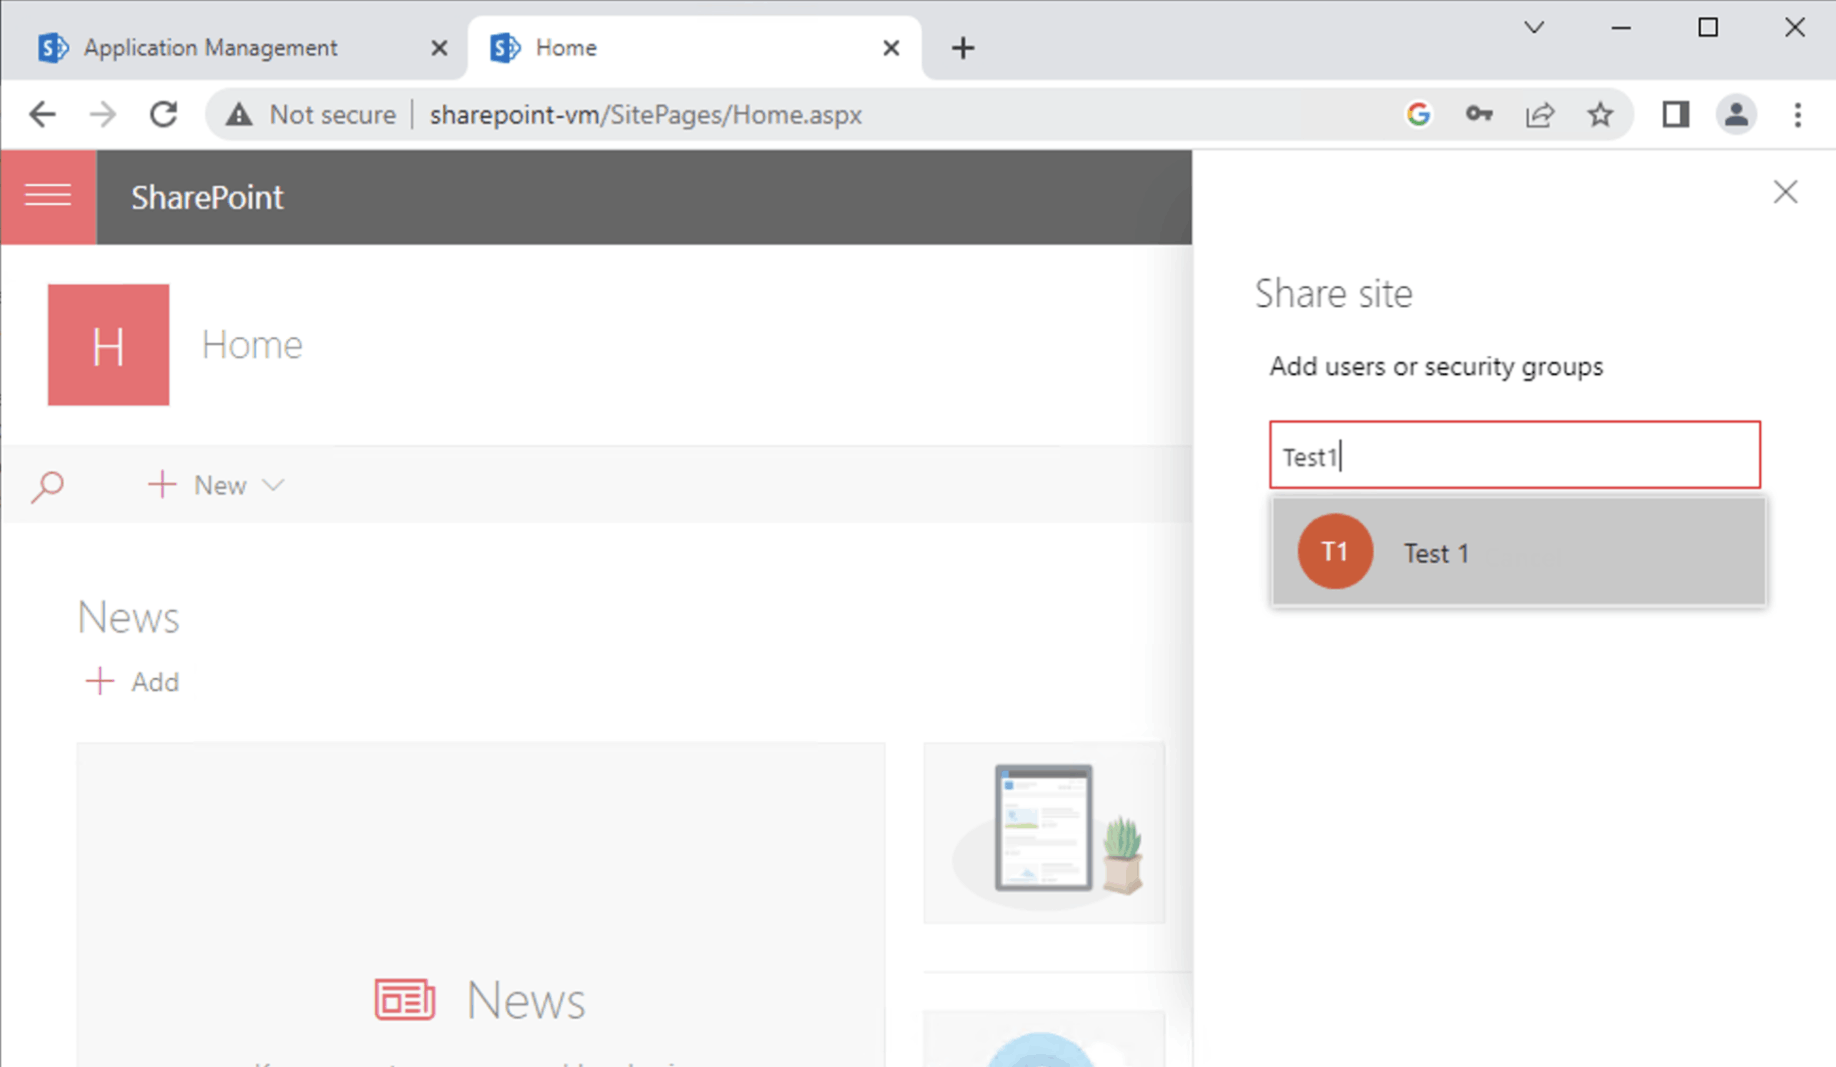 Application Management
Home
Not secure
sharepoint-vm/SitePages/Home.aspx
SharePoint
H
Home
New
News
Add
News
Share site
Add users or security groups
Test1
T1
Test 1